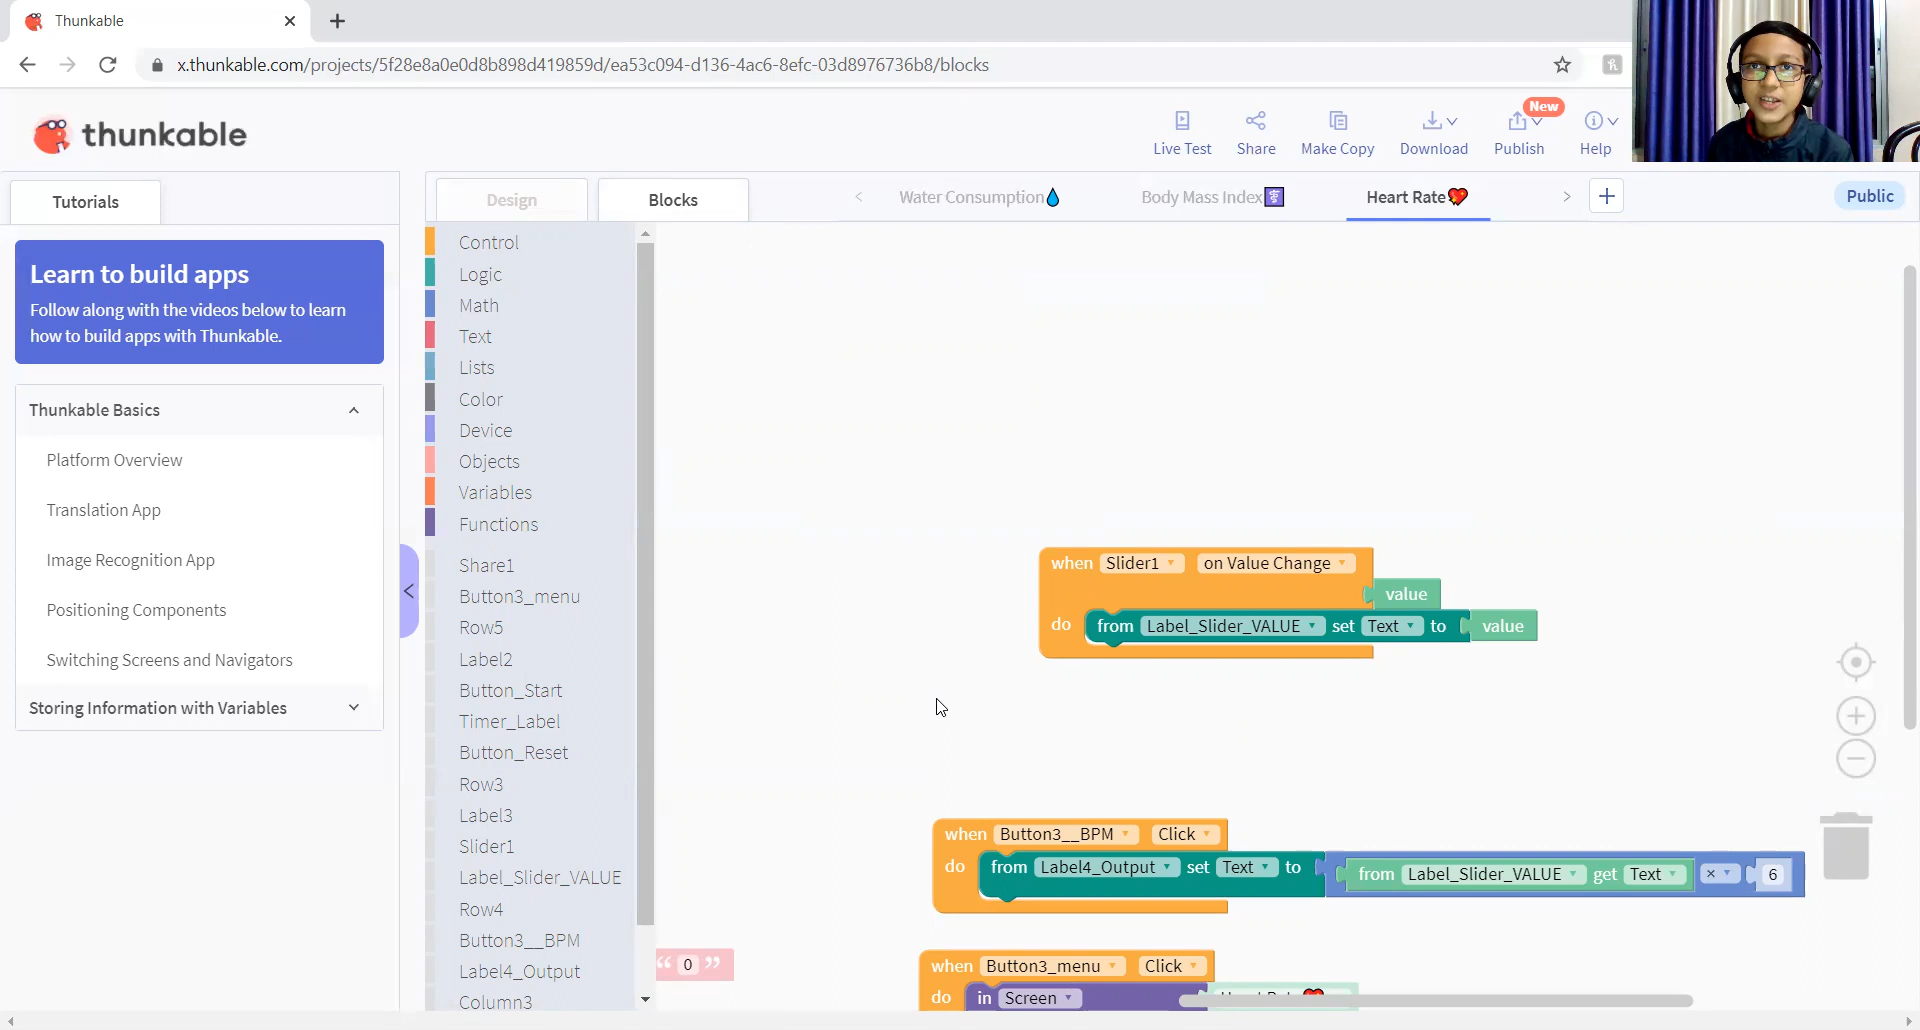 Thunkable
x.thunkable.com/projects/5f28e8a0e0d8b898d419859d/ea53c094-d136-4ac6-8efc-03d8976736b8/blocks
thunkable
New
Live Test
Share
Make Copy
Download
Publish
Help
Tutorials
Design
Blocks
Water Consumption💧
Body Mass Index⚕️
Heart Rate💖
Public
Learn to build apps
Follow along with the videos below to learn
how to build apps with Thunkable.
Thunkable Basics
Platform Overview
Translation App
Image Recognition App
Positioning Components
Switching Screens and Navigators
Storing Information with Variables
Control
Logic
Math
Text
Lists
Color
Device
Objects
Variables
Functions
Share1
Button3_menu
Row5
Label2
Button_Start
Timer_Label
Button_Reset
Row3
Label3
Slider1
Label_Slider_VALUE
Row4
Button3__BPM
Label4_Output
Column3
when Slider1 on Value Change
value
do from Label_Slider_VALUE set Text to value
when Button3__BPM Click
do from Label4_Output set Text to from Label_Slider_VALUE get Text × 6
“ 0 ”
when Button3_menu Click
do in Screen